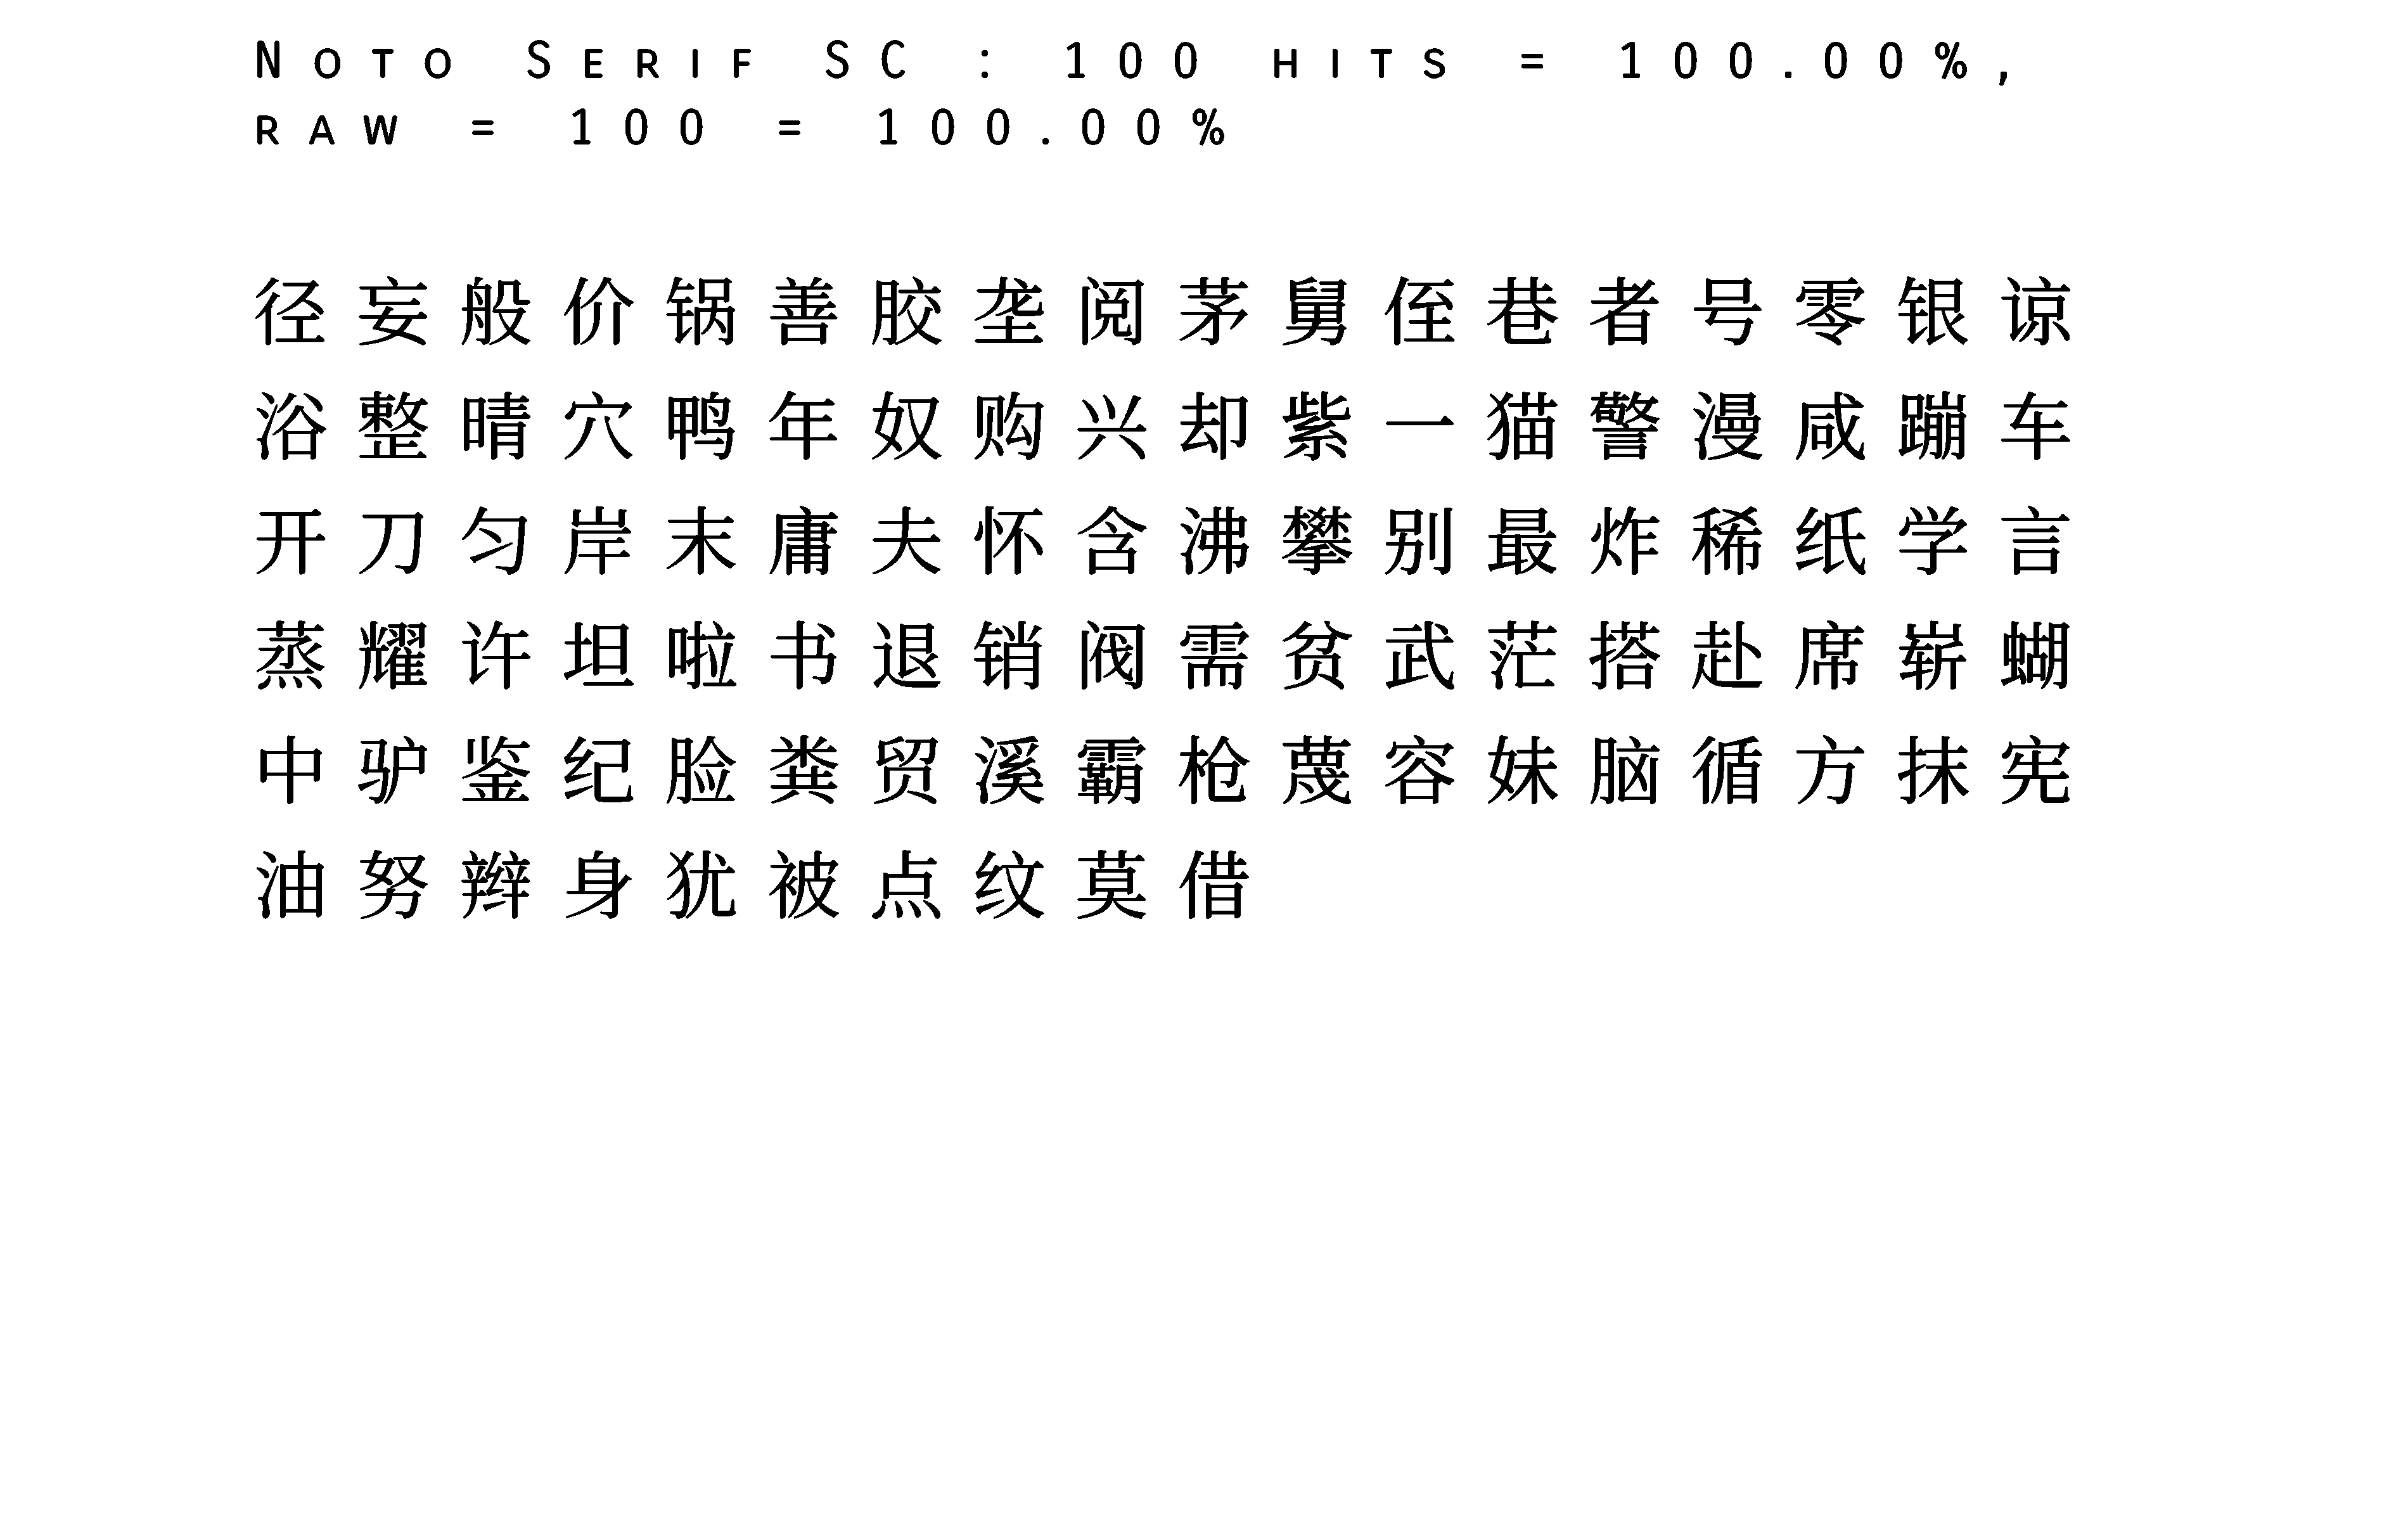 Noto Serif SC : 100 hits = 100.00%,
raw = 100 = 100.00%
径妄般价锅善胶垄阅茅舅侄巷者号零银谅
浴整晴穴鸭年奴购兴却紫一猫警漫咸蹦车
开刀匀岸末庸夫怀含沸攀别最炸稀纸学言
蒸耀许坦啦书退销阀需贫武茫搭赴席崭蝴
中驴鉴纪脸粪贸溪霸枪蔑容妹脑循方抹宪
油努辫身犹被点纹莫借